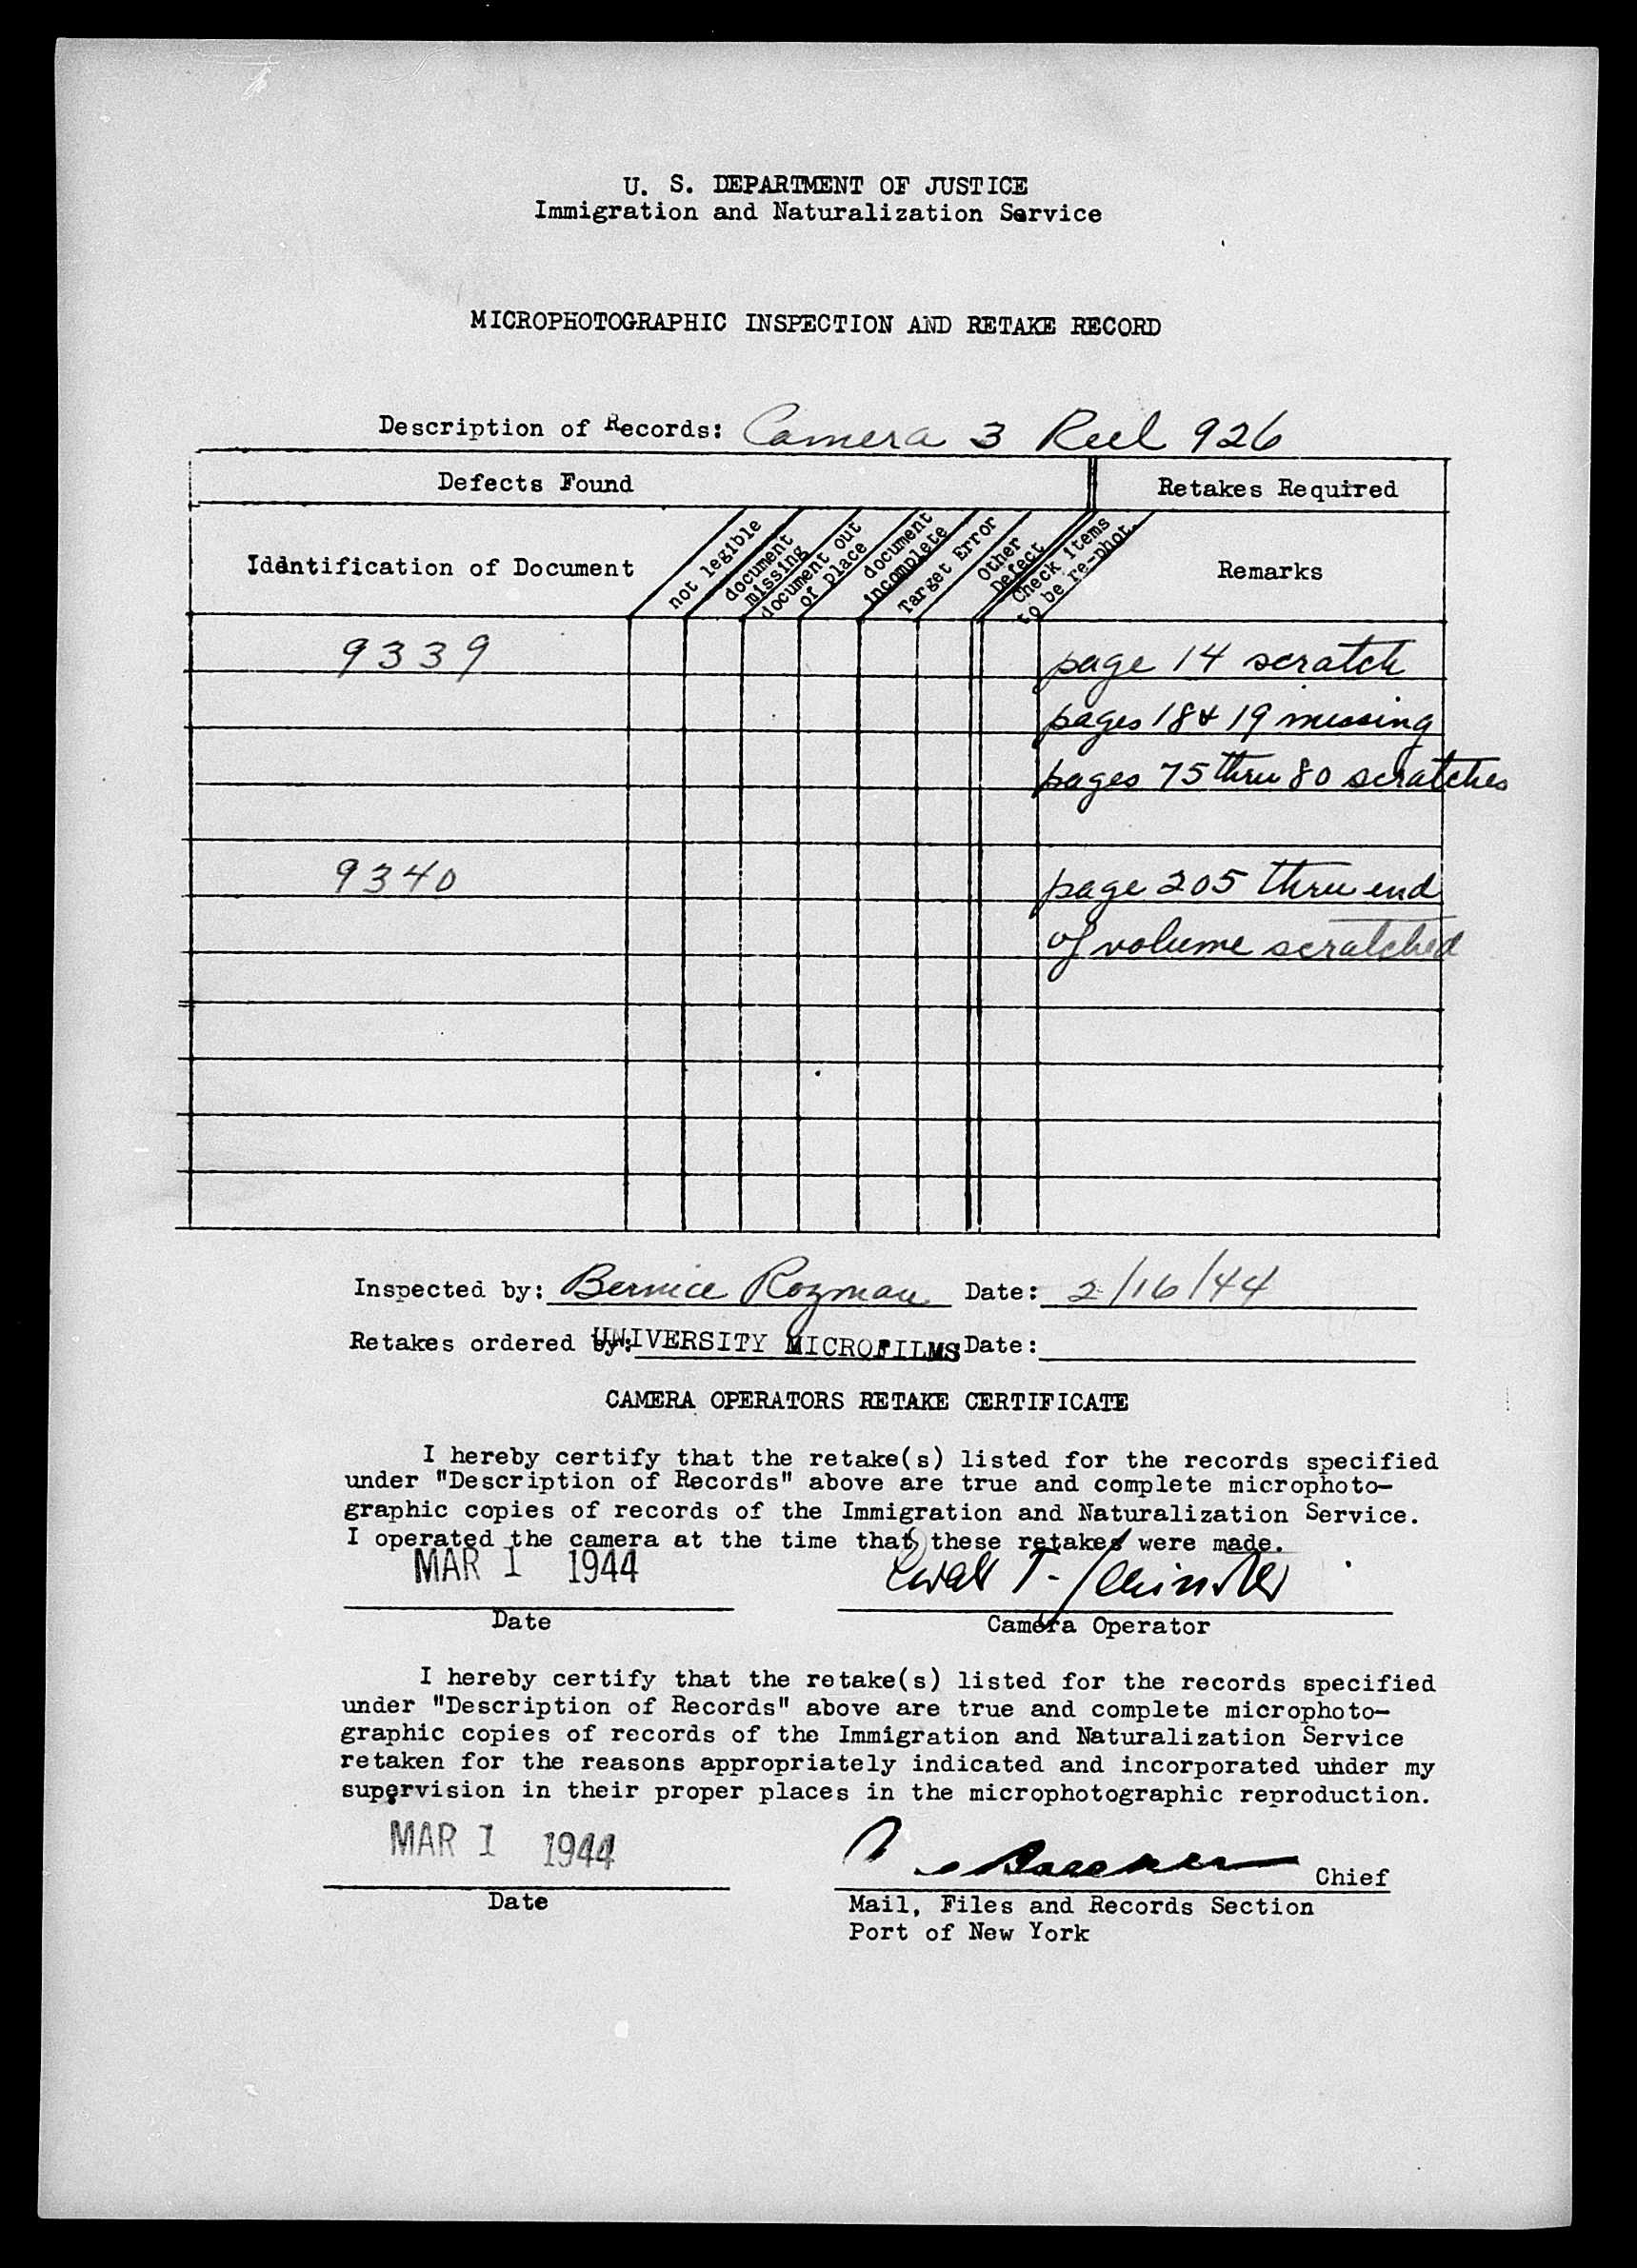 U. S. DEPARTMENT OF JUSTICE
Immigration and Naturalization Service
MICROPHOTOGRAPHIC INSPECTION AND RETAKE RECORD
Description of Records: Camera 3 Reel 926
Defects Found
Retakes Required
Identification of Document
not legible
document missing
document out of place
document incomplete
Target Error
Other Defect
Check items to be re-phot.
Remarks
9339 page 14 scratch
pages 18 & 19 missing
pages 75 thru 80 scratches
9340 page 205 thru end
of volume scratched
Inspected by: Bernice Rozman Date: 2/16/44
Retakes ordered by: UNIVERSITY MICROFILMS Date:
CAMERA OPERATORS RETAKE CERTIFICATE
I hereby certify that the retake(s) listed for the records specified
under "Description of Records" above are true and complete microphoto-
graphic copies of records of the Immigration and Naturalization Service.
I operated the camera at the time that these retakes were made.
MAR 1 1944
Date
Camera Operator
I hereby certify that the retake(s) listed for the records specified
under "Description of Records" above are true and complete microphoto-
graphic copies of records of the Immigration and Naturalization Service
retaken for the reasons appropriately indicated and incorporated under my
supervision in their proper places in the microphotographic reproduction.
MAR 1 1944
Chief
Date
Mail, Files and Records Section
Port of New York